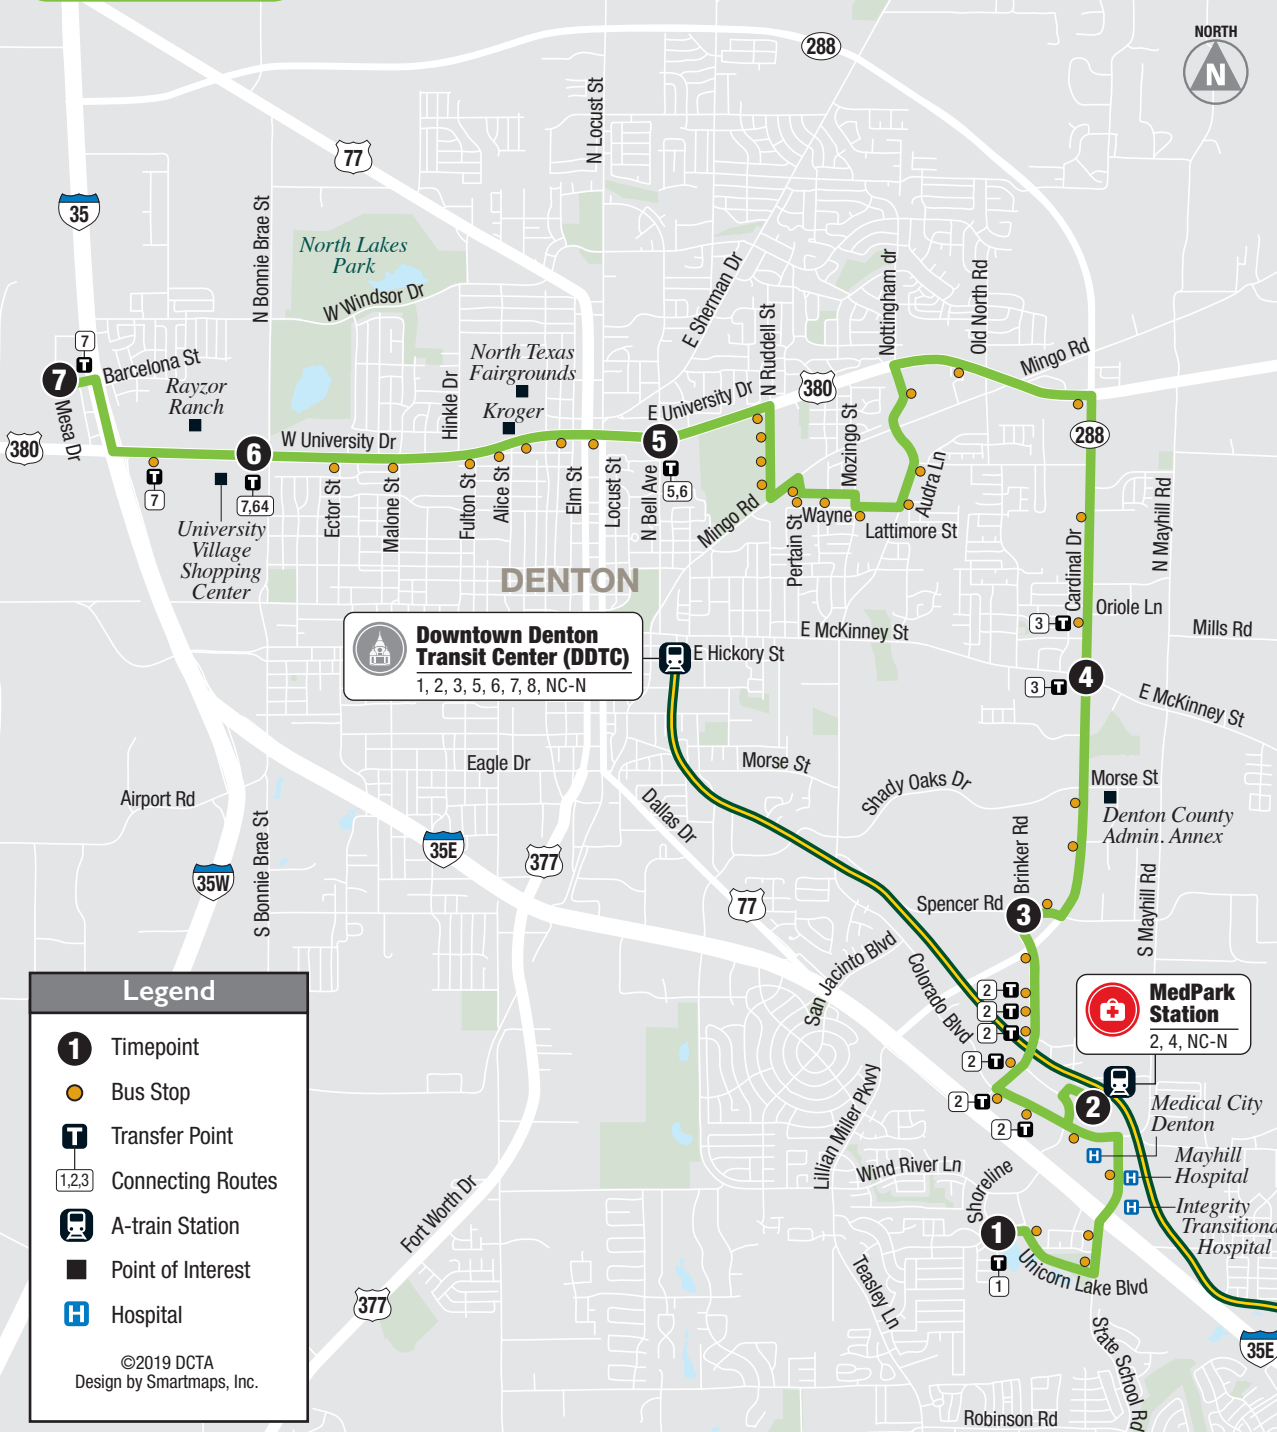 NORTH
N
288
77
N Locust St
35
N Bonnie Brae St
North Lakes
Park
W Windsor Dr
E Sherman Dr
N Ruddell St
Nottingham dr
Old North Rd
Mingo Rd
7
7
Barcelona St
Rayzor
Ranch
Mesa Dr
380
North Texas
Fairgrounds
Kroger
Hinkle Dr
E University Dr
380
Mozingo St
288
W University Dr
6
5
7
7,64
5,6
University
Village
Shopping
Center
Ector St
Malone St
Fulton St
Alice St
Elm St
Locust St
N Bell Ave
Mingo Rd
Pertain St
Wayne
Lattimore St
Audra Ln
N Mayhill Rd
Cardinal Dr
Oriole Ln
Mills Rd
DENTON
Downtown Denton
Transit Center (DDTC)
1, 2, 3, 5, 6, 7, 8, NC-N
E Hickory St
E McKinney St
3
3
4
E McKinney St
Eagle Dr
Morse St
Shady Oaks Dr
Morse St
Denton County
Admin. Annex
Airport Rd
Dallas Dr
35E
377
35W
S Bonnie Brae St
77
Brinker Rd
Spencer Rd
3
S Mayhill Rd
San Jacinto Blvd
Colorado Blvd
2
2
2
2
2
2
MedPark
Station
2, 4, NC-N
2
Medical City
Denton
Mayhill
Hospital
Integrity
Transitiona
Hospital
Lillian Miller Pkwy
Wind River Ln
Shoreline
1
1
Unicorn Lake Blvd
Teasley Ln
State School Rd
35E
Robinson Rd
Fort Worth Dr
377
Legend
1 Timepoint
Bus Stop
T Transfer Point
1,2,3 Connecting Routes
A-train Station
Point of Interest
H Hospital
©2019 DCTA
Design by Smartmaps, Inc.